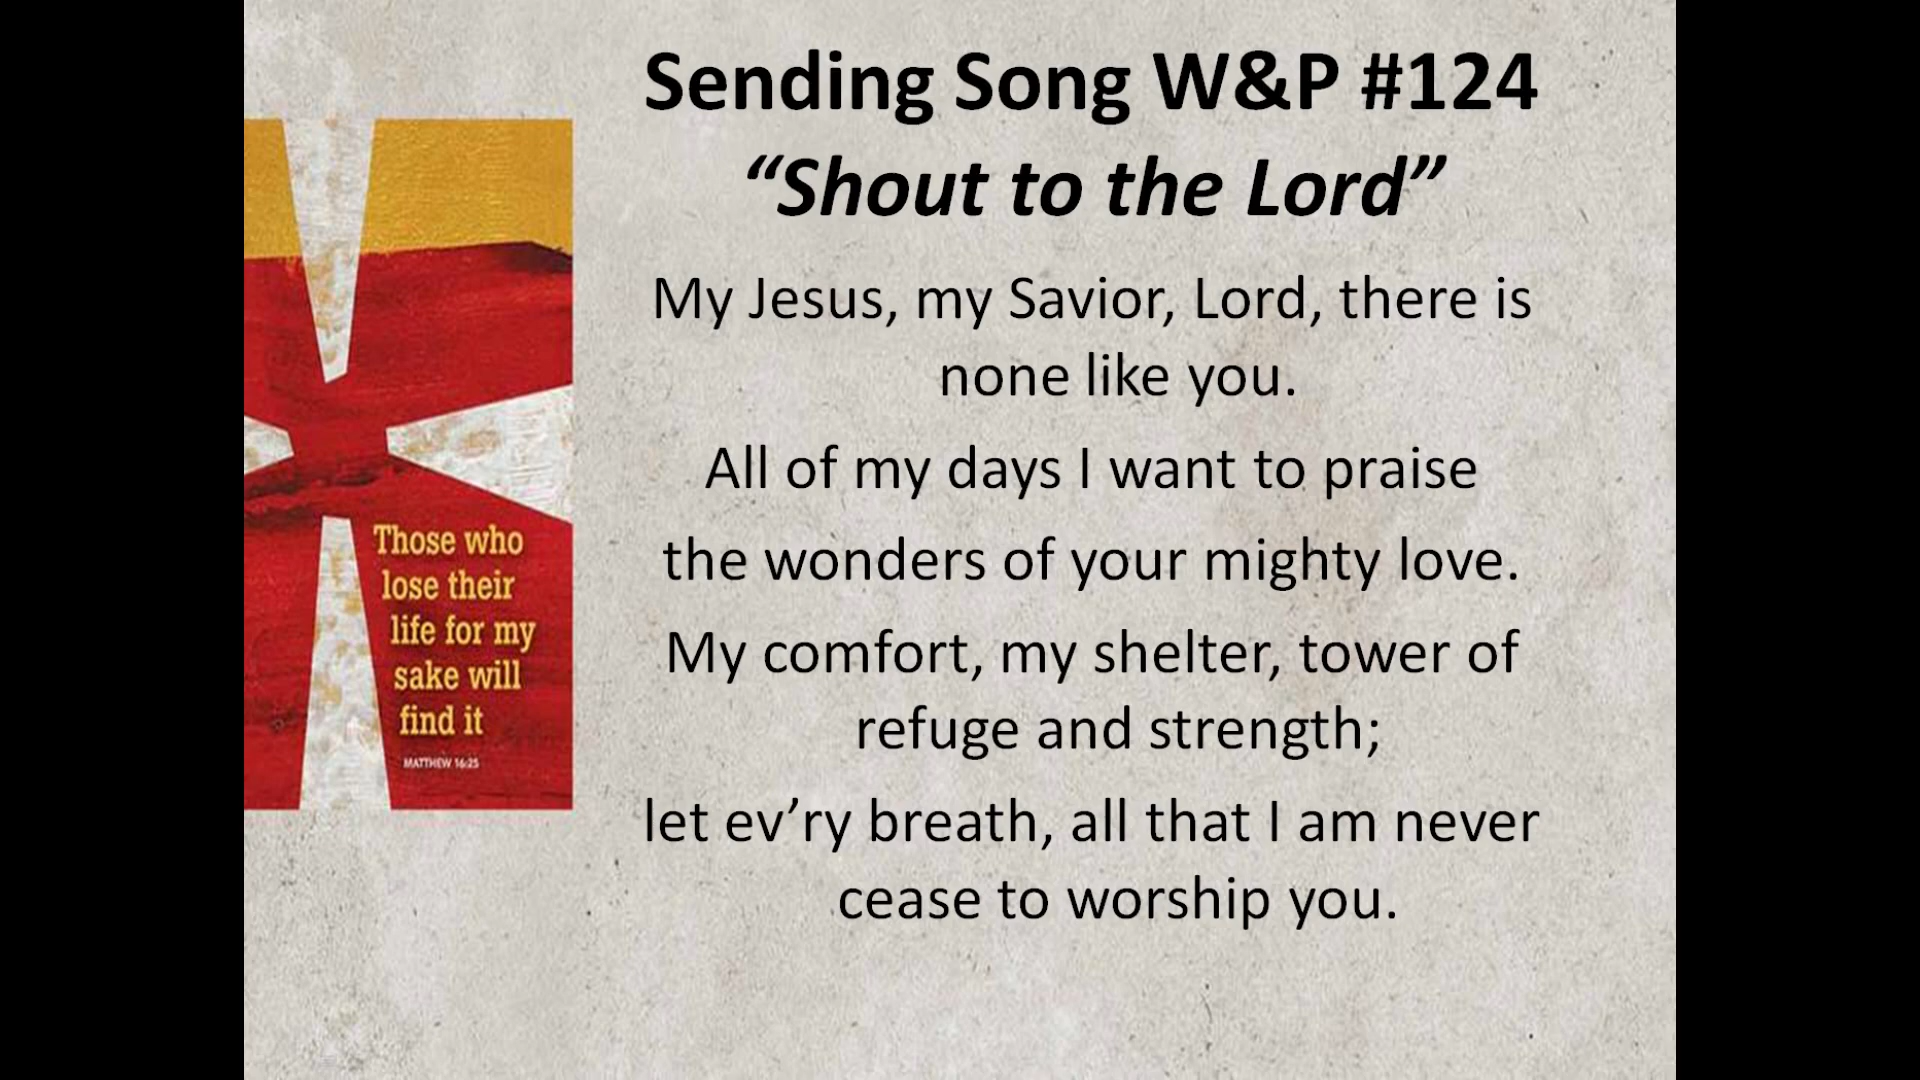 Sending Song W&P #124
“Shout to the Lord”
My Jesus, my Savior, Lord, there is
none like you.
All of my days I want to praise
the wonders of your mighty love.
My comfort, my shelter, tower of
refuge and strength;
let ev’ry breath, all that I am never
cease to worship you.
Those who
lose their
life for my
sake will
find it
MATTHEW 16:25